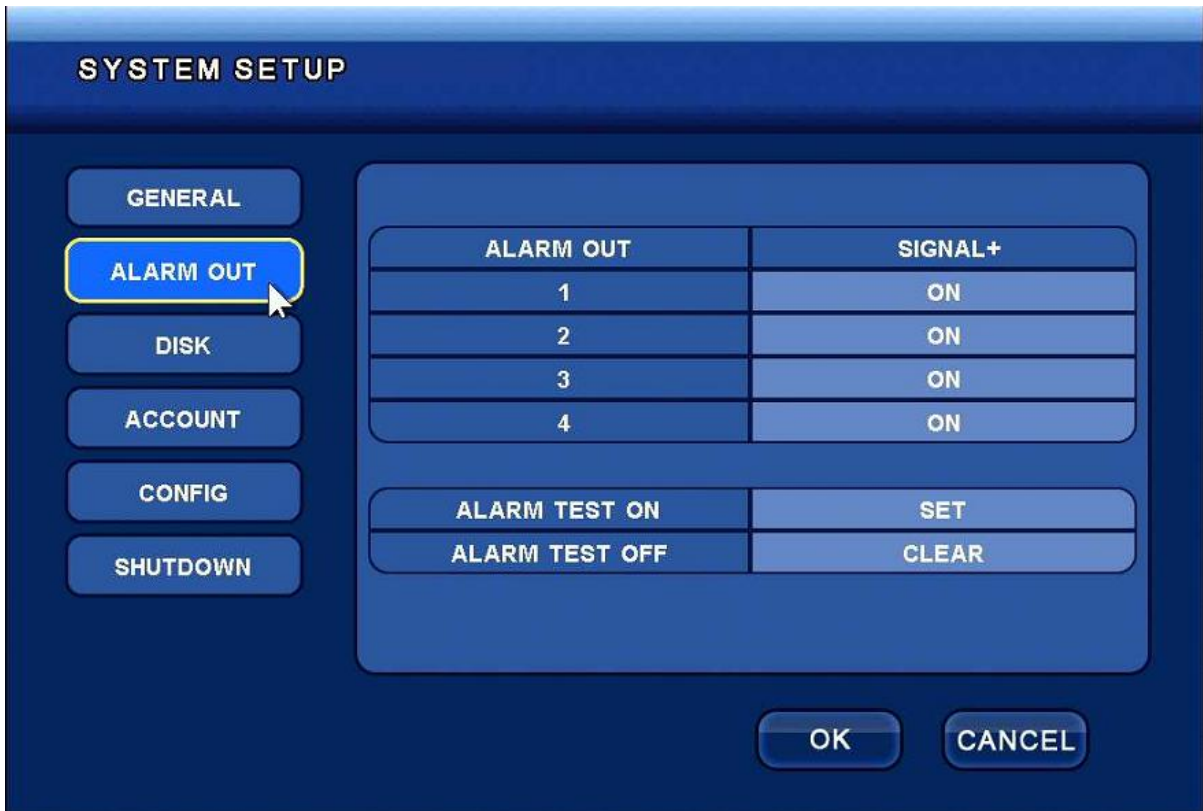 SYSTEM SETUP
GENERAL
ALARM OUT
DISK
ACCOUNT
CONFIG
SHUTDOWN
ALARM OUT SIGNAL+
1 ON
2 ON
3 ON
4 ON
ALARM TEST ON SET
ALARM TEST OFF CLEAR
OK CANCEL